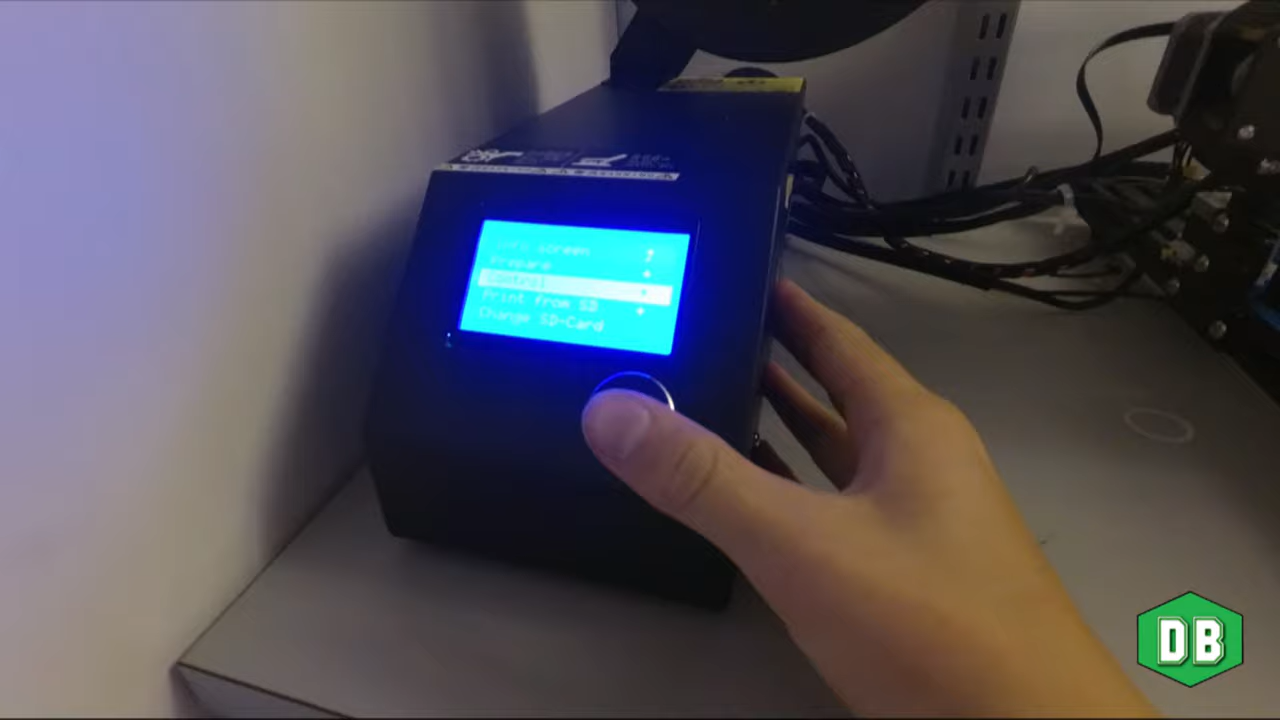 Info screen
Prepare
Control
Print from SD
Change SD-Card
DB